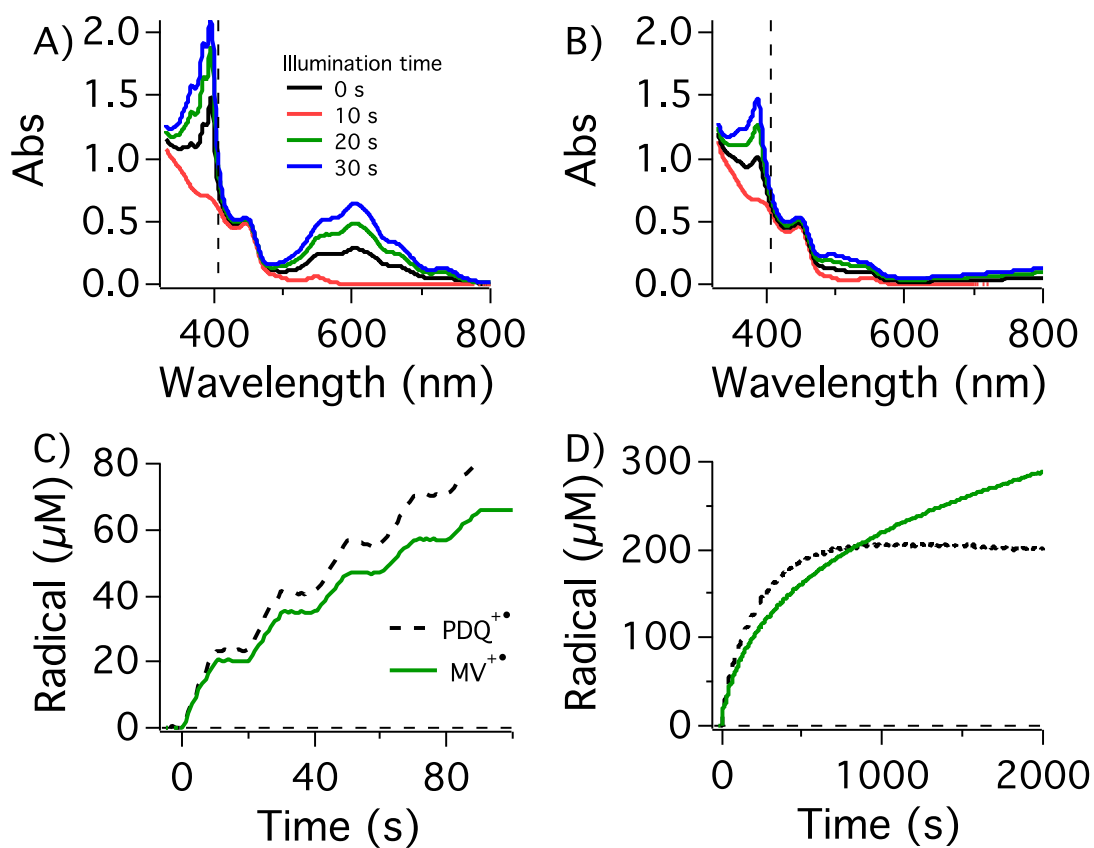 A)
2.0
1.5
1.0
0.5
0.0
Abs
Illumination time
0 s
10 s
20 s
30 s
400
600
800
Wavelength (nm)
B)
2.0
1.5
1.0
0.5
0.0
Abs
400
600
800
Wavelength (nm)
C)
80
60
40
20
0
Radical (µM)
PDQ+•
MV+•
0
40
80
Time (s)
D)
300
200
100
0
Radical (µM)
0
1000
2000
Time (s)